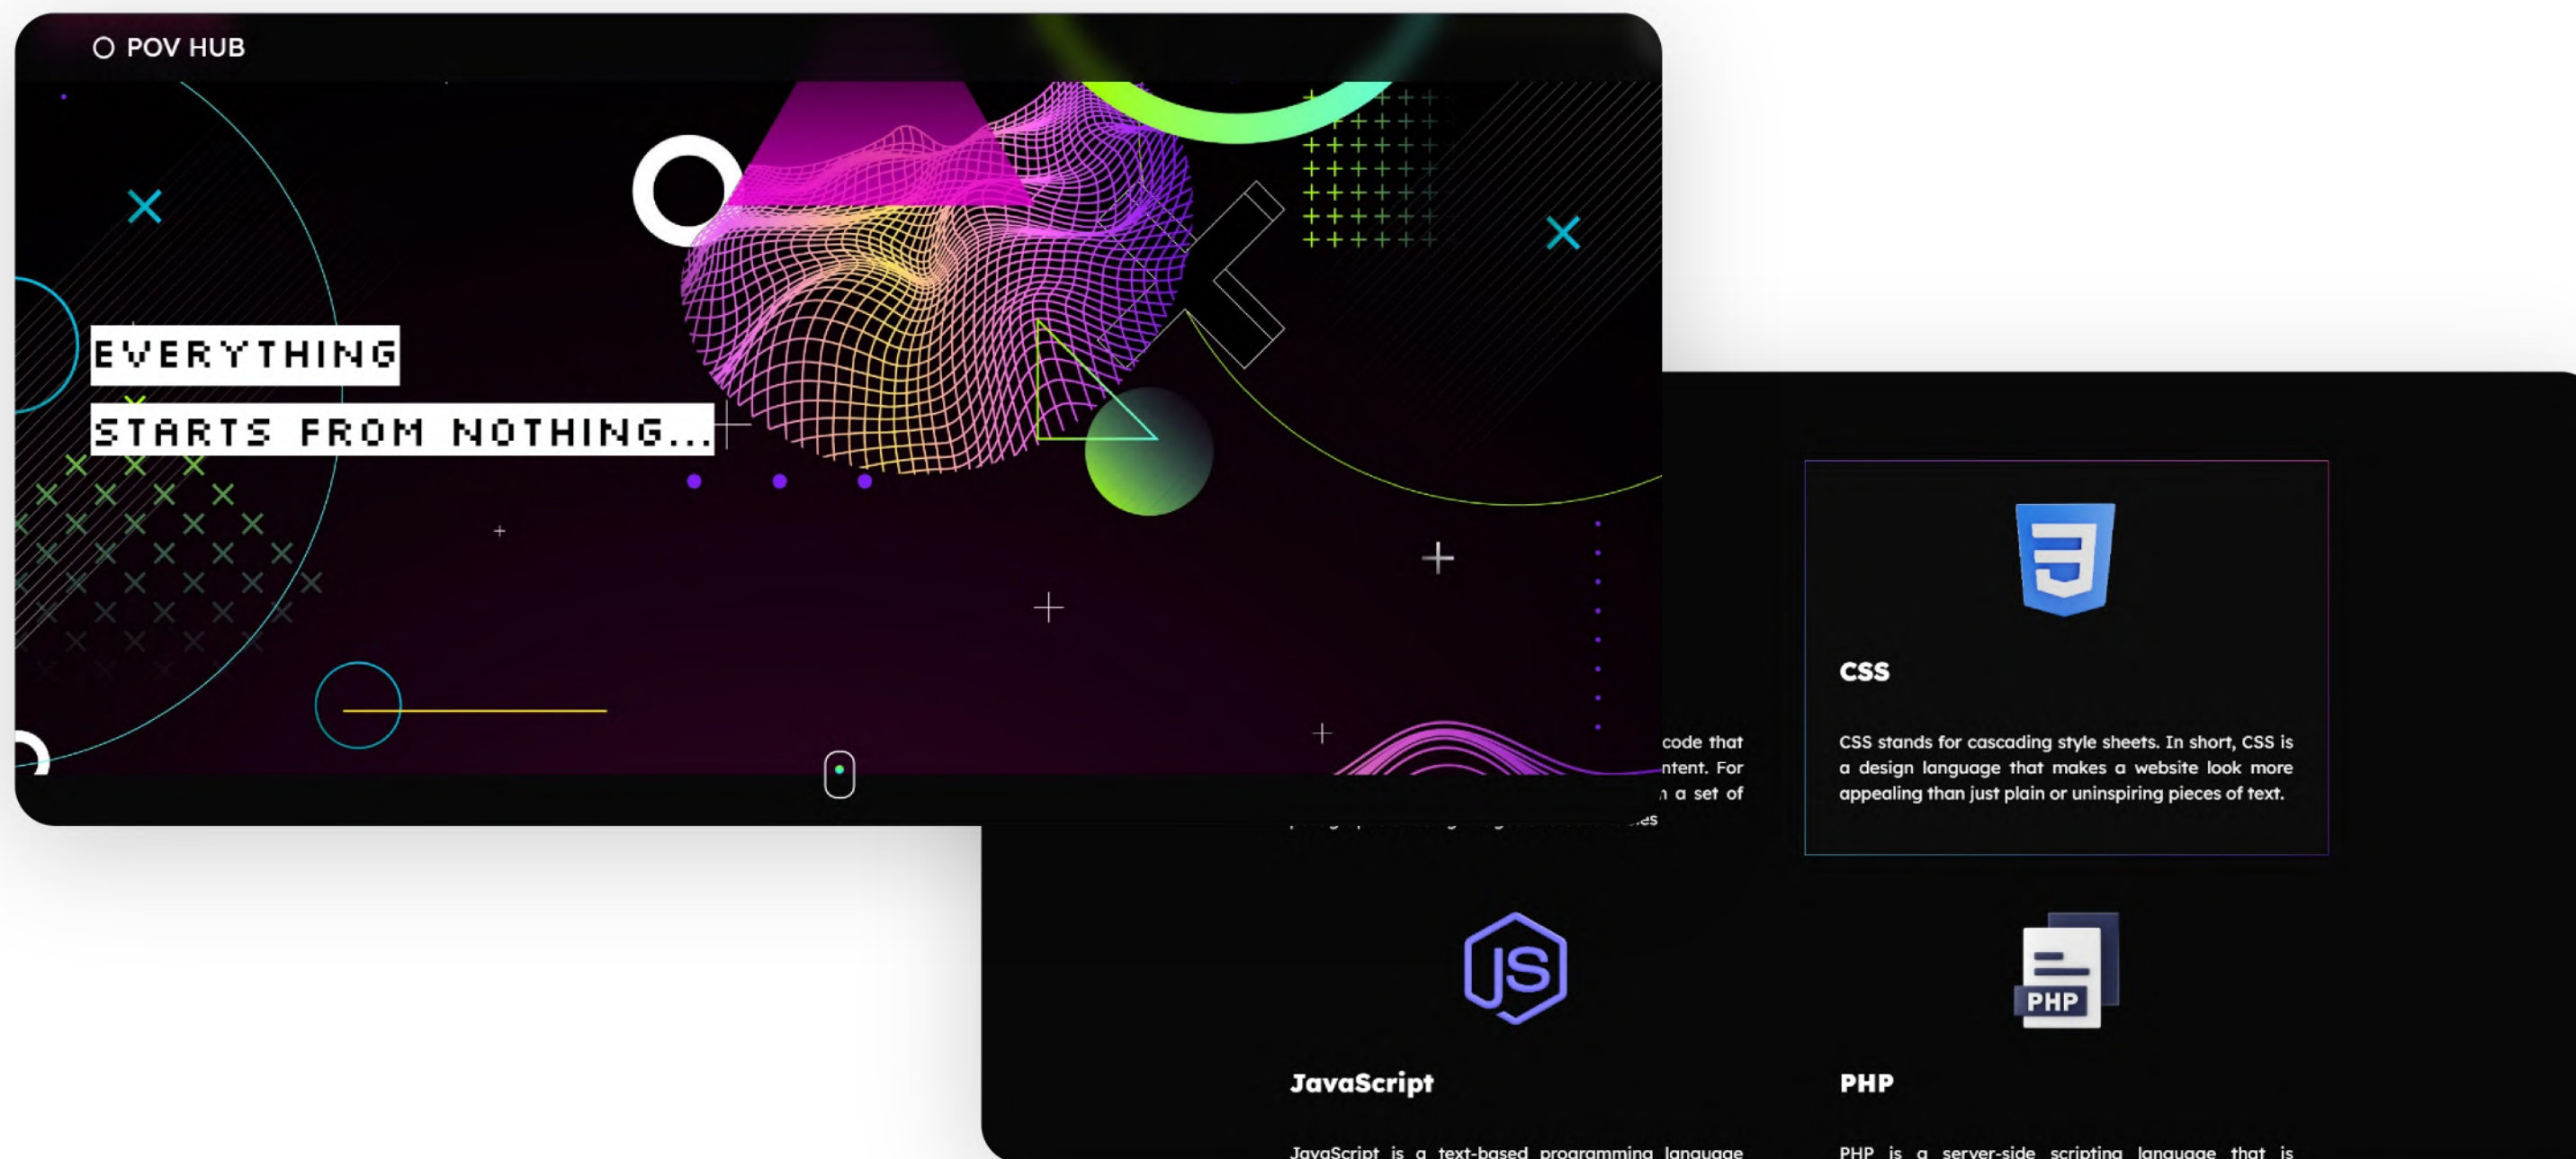 POV HUB
EVERYTHING
STARTS FROM NOTHING...
code that
For
a set of
CSS
CSS stands for cascading style sheets. In short, CSS is
a design language that makes a website look more
appealing than just plain or uninspiring pieces of text.
JS
PHP
JavaScript
JavaScript is a text-based programming language
PHP
PHP is a server-side scripting language that is